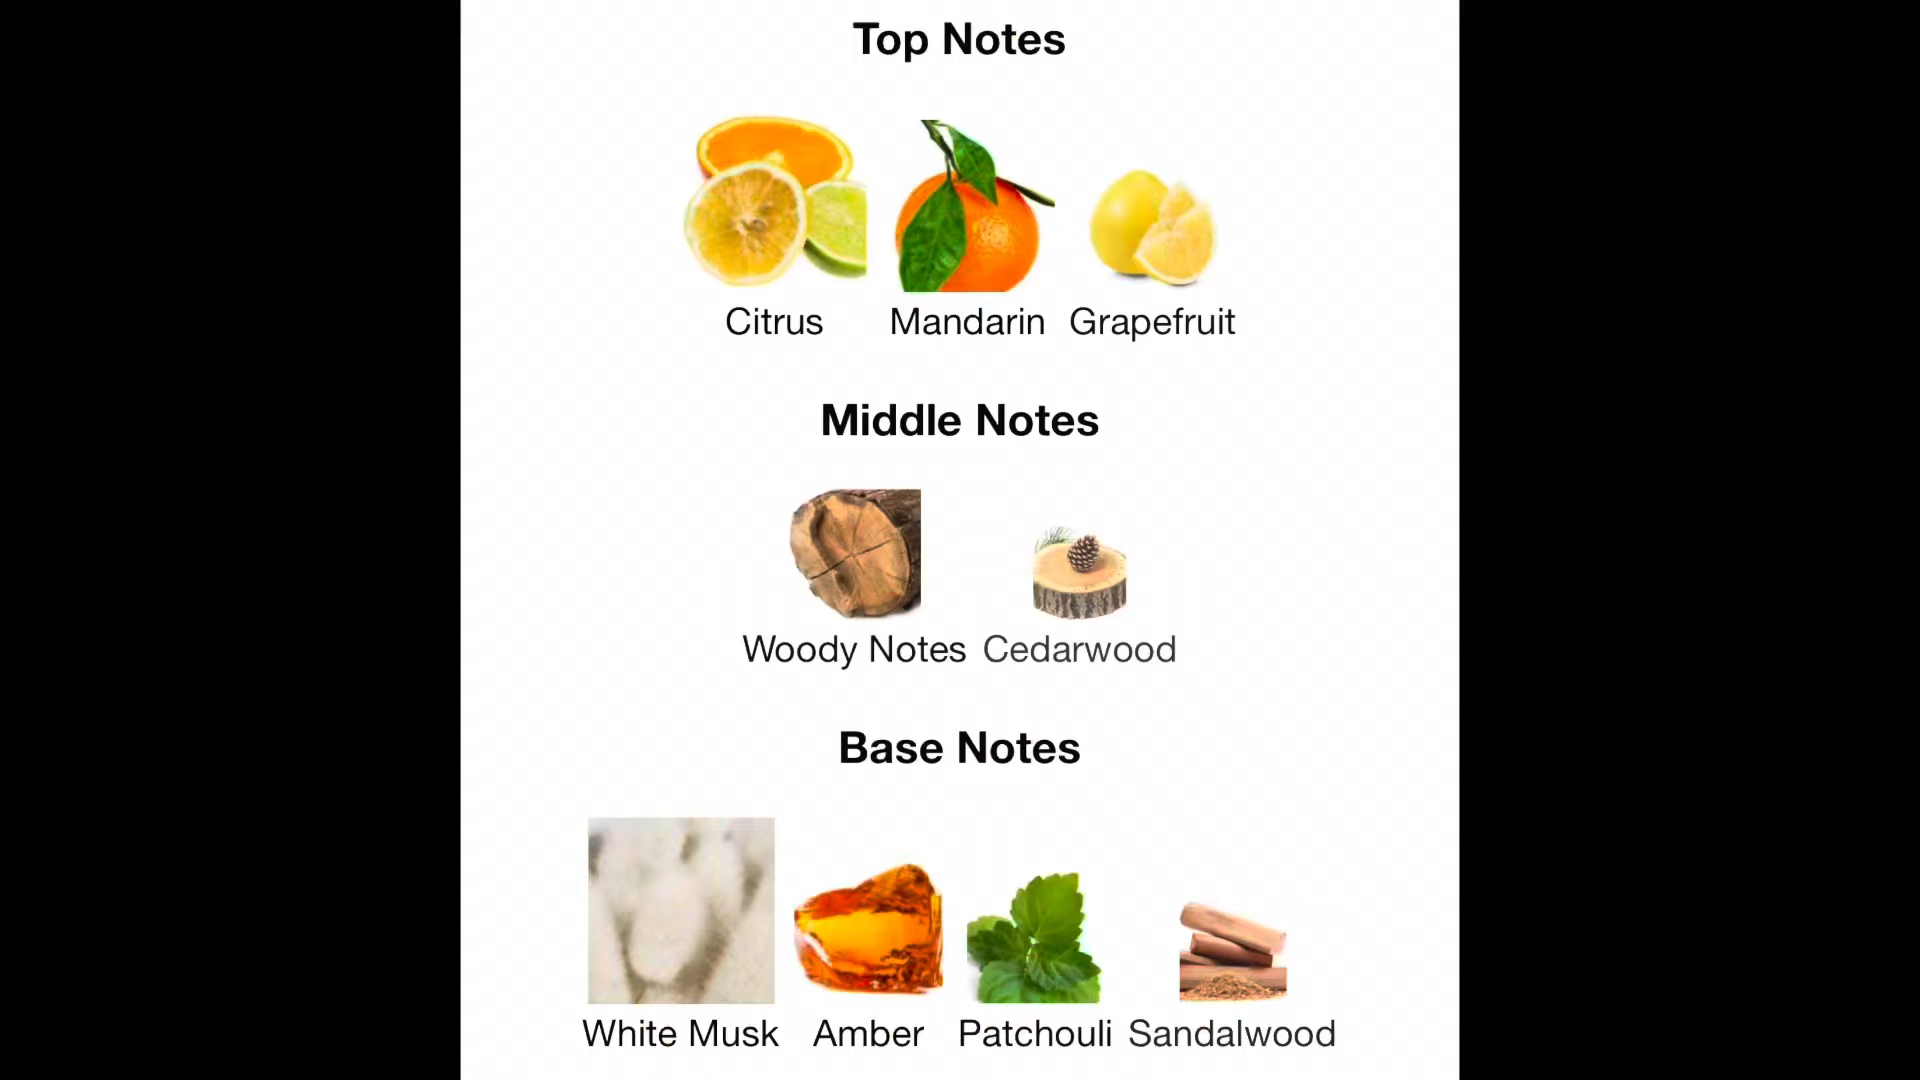 Top Notes
Citrus Mandarin Grapefruit
Middle Notes
Woody Notes Cedarwood
Base Notes
White Musk Amber Patchouli Sandalwood